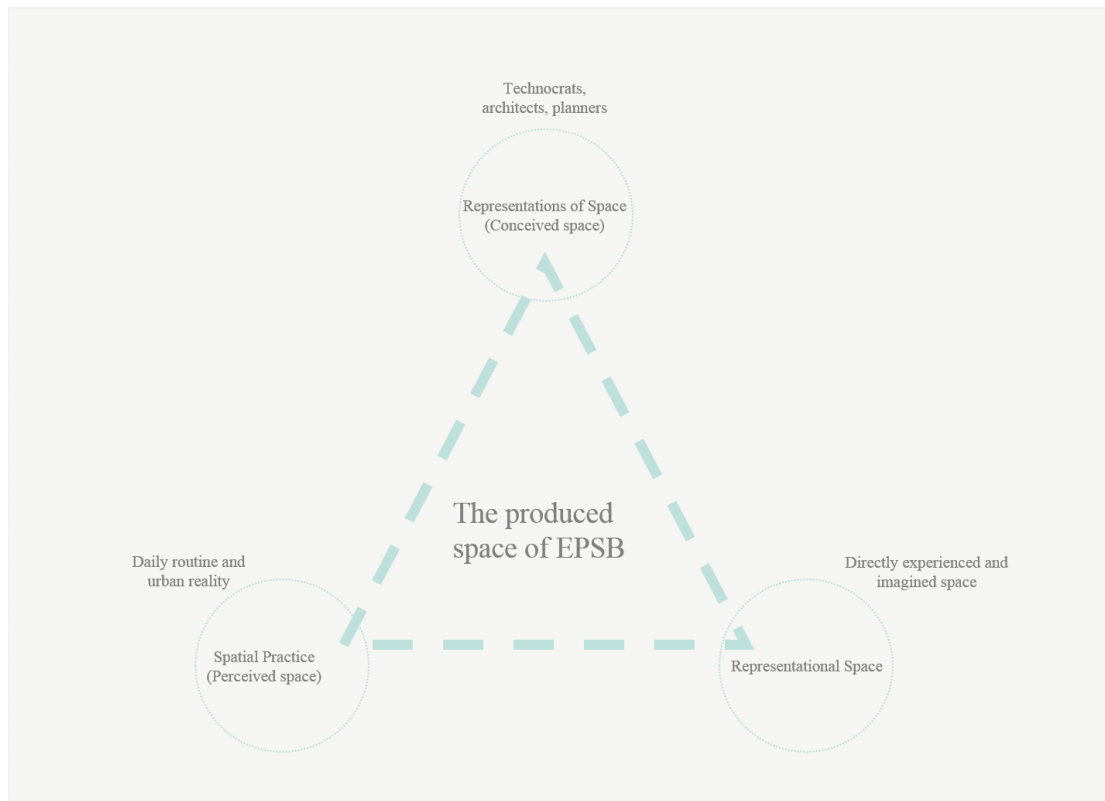 Technocrats,
architects, planners
Representations of Space
(Conceived space)
The produced
space of EPSB
Daily routine and
urban reality
Directly experienced and
imagined space
Spatial Practice
(Perceived space)
Representational Space